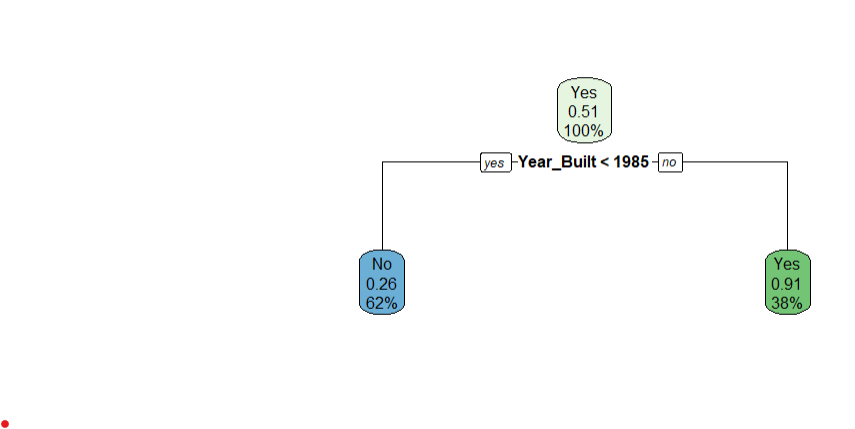 Yes
0.51
100%
yes Year_Built < 1985 no
No
0.26
62%
Yes
0.91
38%